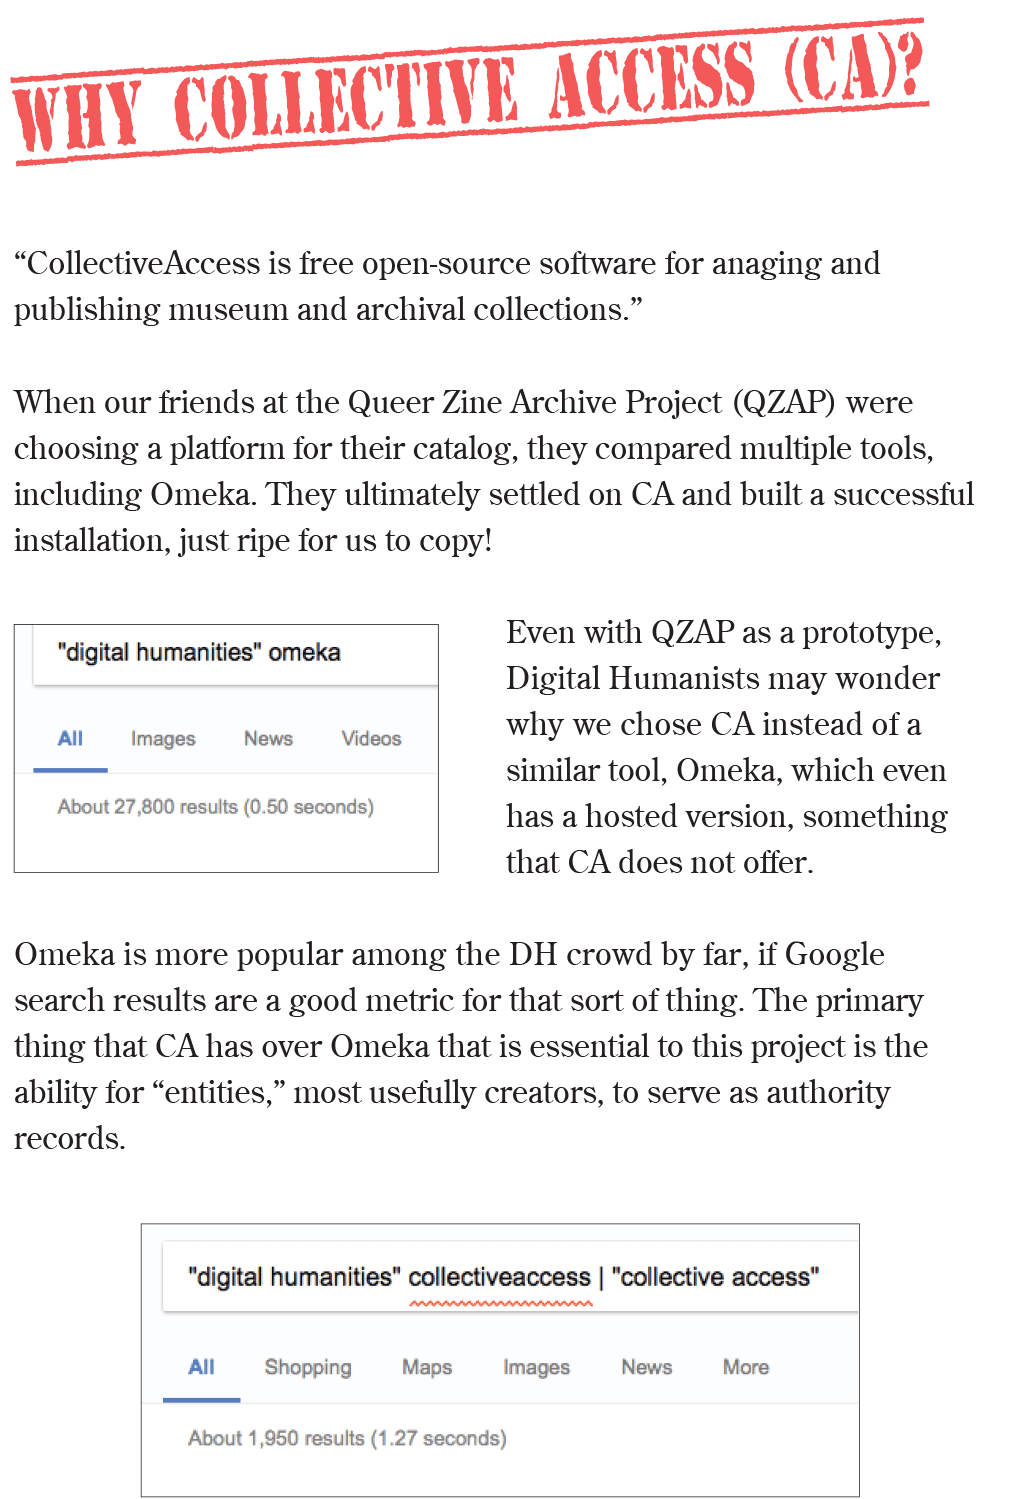 WHY COLLECTIVE ACCESS (CA)?
“CollectiveAccess is free open-source software for anaging and
publishing museum and archival collections.”
When our friends at the Queer Zine Archive Project (QZAP) were
choosing a platform for their catalog, they compared multiple tools,
including Omeka. They ultimately settled on CA and built a successful
installation, just ripe for us to copy!
"digital humanities" omeka
All Images News Videos
About 27,800 results (0.50 seconds)
Even with QZAP as a prototype,
Digital Humanists may wonder
why we chose CA instead of a
similar tool, Omeka, which even
has a hosted version, something
that CA does not offer.
Omeka is more popular among the DH crowd by far, if Google
search results are a good metric for that sort of thing. The primary
thing that CA has over Omeka that is essential to this project is the
ability for “entities,” most usefully creators, to serve as authority
records.
"digital humanities" collectiveaccess | "collective access"
All Shopping Maps Images News More
About 1,950 results (1.27 seconds)